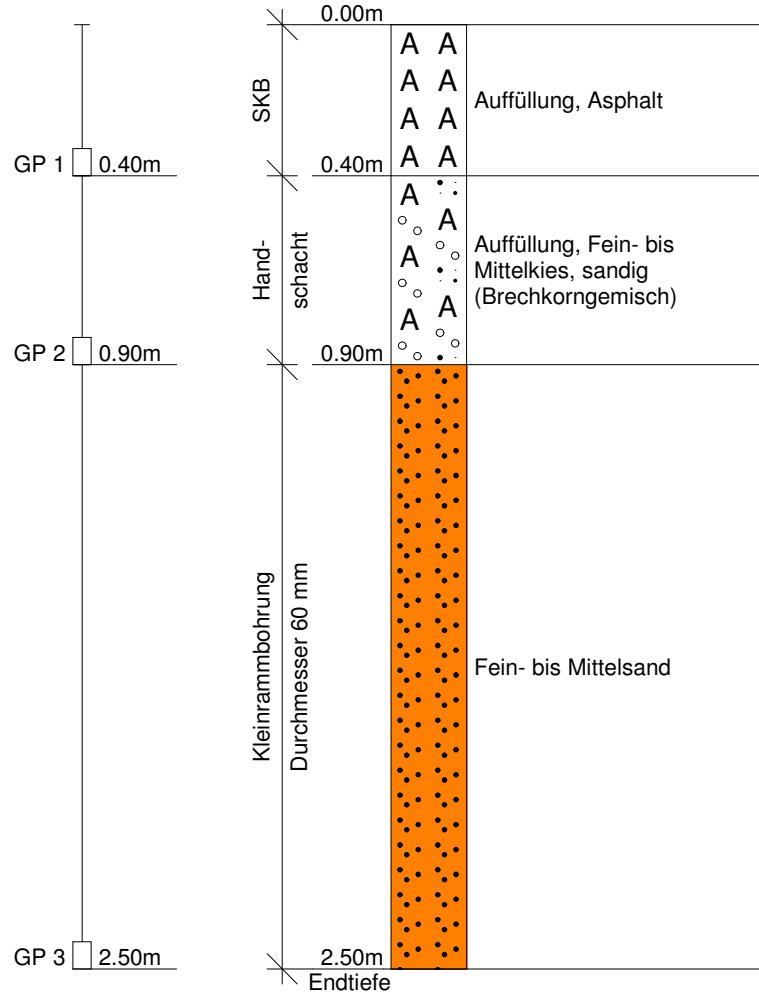 0.00m
SKB
A A
A A
A A
A A
Auffüllung, Asphalt
GP 1 0.40m
0.40m
Hand-
schacht
A
A
A
A
A
Auffüllung, Fein- bis
Mittelkies, sandig
(Brechkorngemisch)
GP 2 0.90m
0.90m
Kleinrammbohrung
Durchmesser 60 mm
Fein- bis Mittelsand
GP 3 2.50m
2.50m
Endtiefe